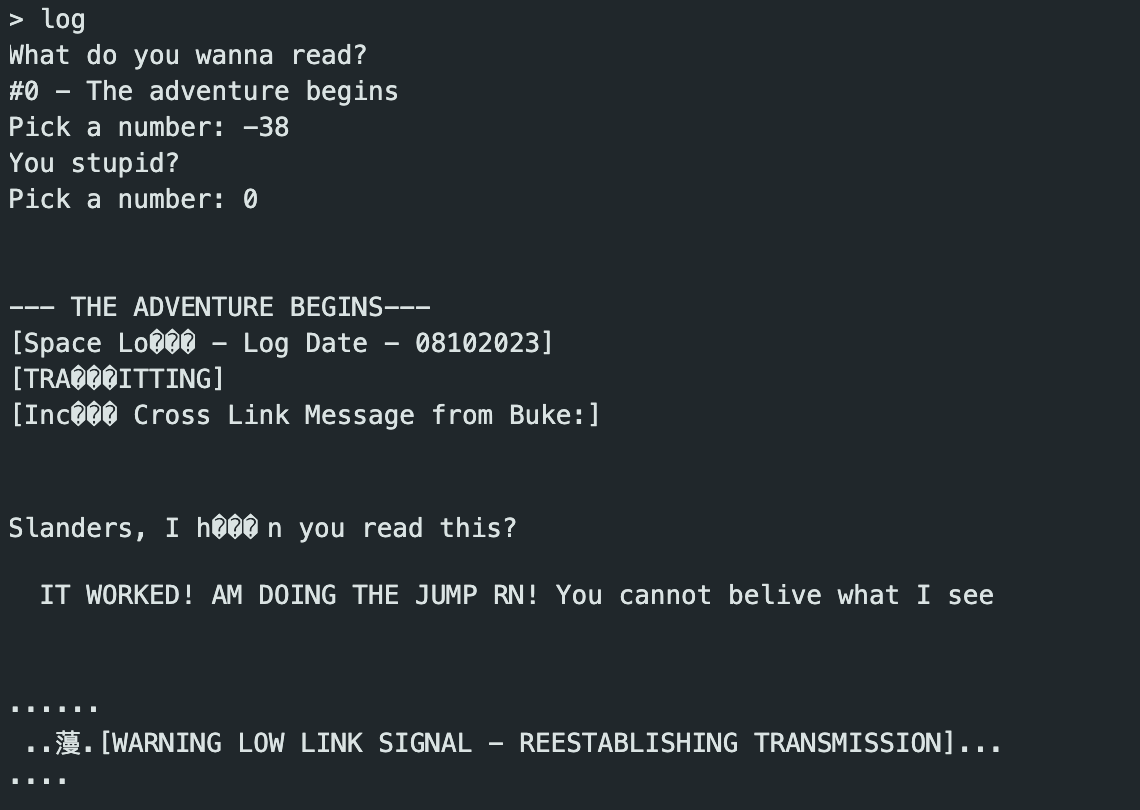 > log
What do you wanna read?
#0 - The adventure begins
Pick a number: -38
You stupid?
Pick a number: 0
--- THE ADVENTURE BEGINS---
[Space Lo��� - Log Date - 08102023]
[TRA���ITTING]
[Inc��� Cross Link Message from Buke:]
Slanders, I h���n you read this?
IT WORKED! AM DOING THE JUMP RN! You cannot belive what I see
......
..蘯.[WARNING LOW LINK SIGNAL - REESTABLISHING TRANSMISSION]...
....